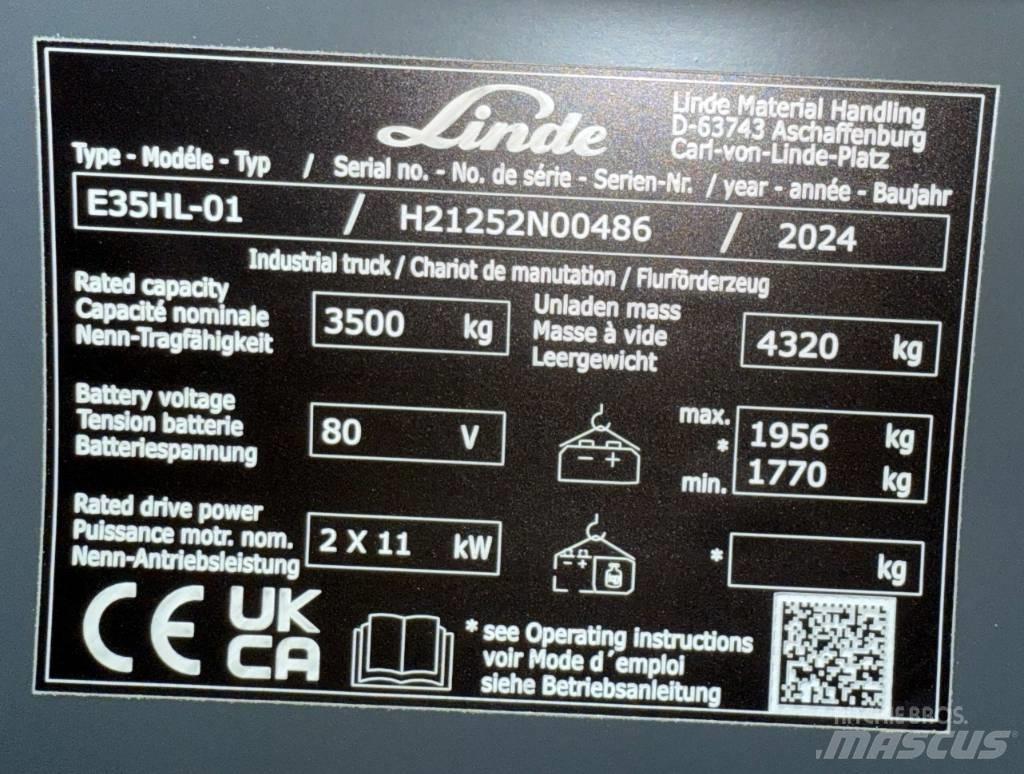 Linde
Linde Material Handling
D-63743 Aschaffenburg
Carl-von-Linde-Platz
Type - Modéle - Typ / Serial no. - No. de série - Serien-Nr. / year - année - Baujahr
E35HL-01 / H21252N00486 / 2024
Industrial truck / Chariot de manutation / Flurförderzeug
Rated capacity
Capacité nominale
Nenn-Tragfähigkeit
3500 kg
Unladen mass
Masse à vide
Leergewicht
4320 kg
Battery voltage
Tension batterie
Batteriespannung
80 V
- +
max. 1956 kg
*
min. 1770 kg
Rated drive power
Puissance motr. nom.
Nenn-Antriebsleistung
2 X 11 kW
- +
kg
* kg
CE
UK
CA
* see Operating instructions
voir Mode d´emploi
siehe Betriebsanleitung
RITCHIE BROS.
MASCUS